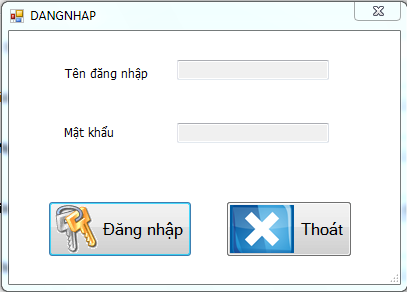 DANGNHAP
Tên đăng nhập
Mật khẩu
Đăng nhập
Thoát